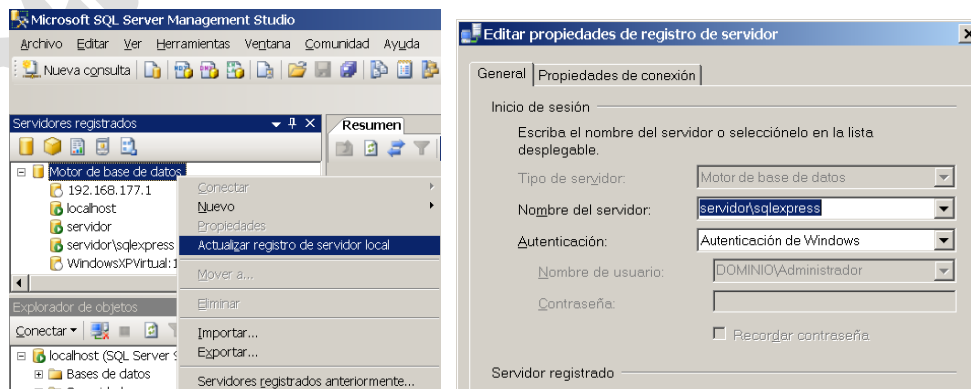 Microsoft SQL Server Management Studio
Archivo Editar Ver Herramientas Ventana Comunidad Ayuda
Nueva consulta
Servidores registrados
Resumen
Motor de base de datos
192.168.177.1
localhost
servidor
servidor\sqlexpress
WindowsXPVirtual:1
Conectar
Nuevo
Propiedades
Actualizar registro de servidor local
Mover a...
Eliminar
Importar...
Exportar...
Servidores registrados anteriormente...
Explorador de objetos
Conectar
localhost (SQL Server 9
Bases de datos
Editar propiedades de registro de servidor
General Propiedades de conexión
Inicio de sesión
Escriba el nombre del servidor o selecciónelo en la lista
desplegable.
Tipo de servidor: Motor de base de datos
Nombre del servidor: servidor\sqlexpress
Autenticación: Autenticación de Windows
Nombre de usuario: DOMINIO\Administrador
Contraseña:
Recordar contraseña
Servidor registrado